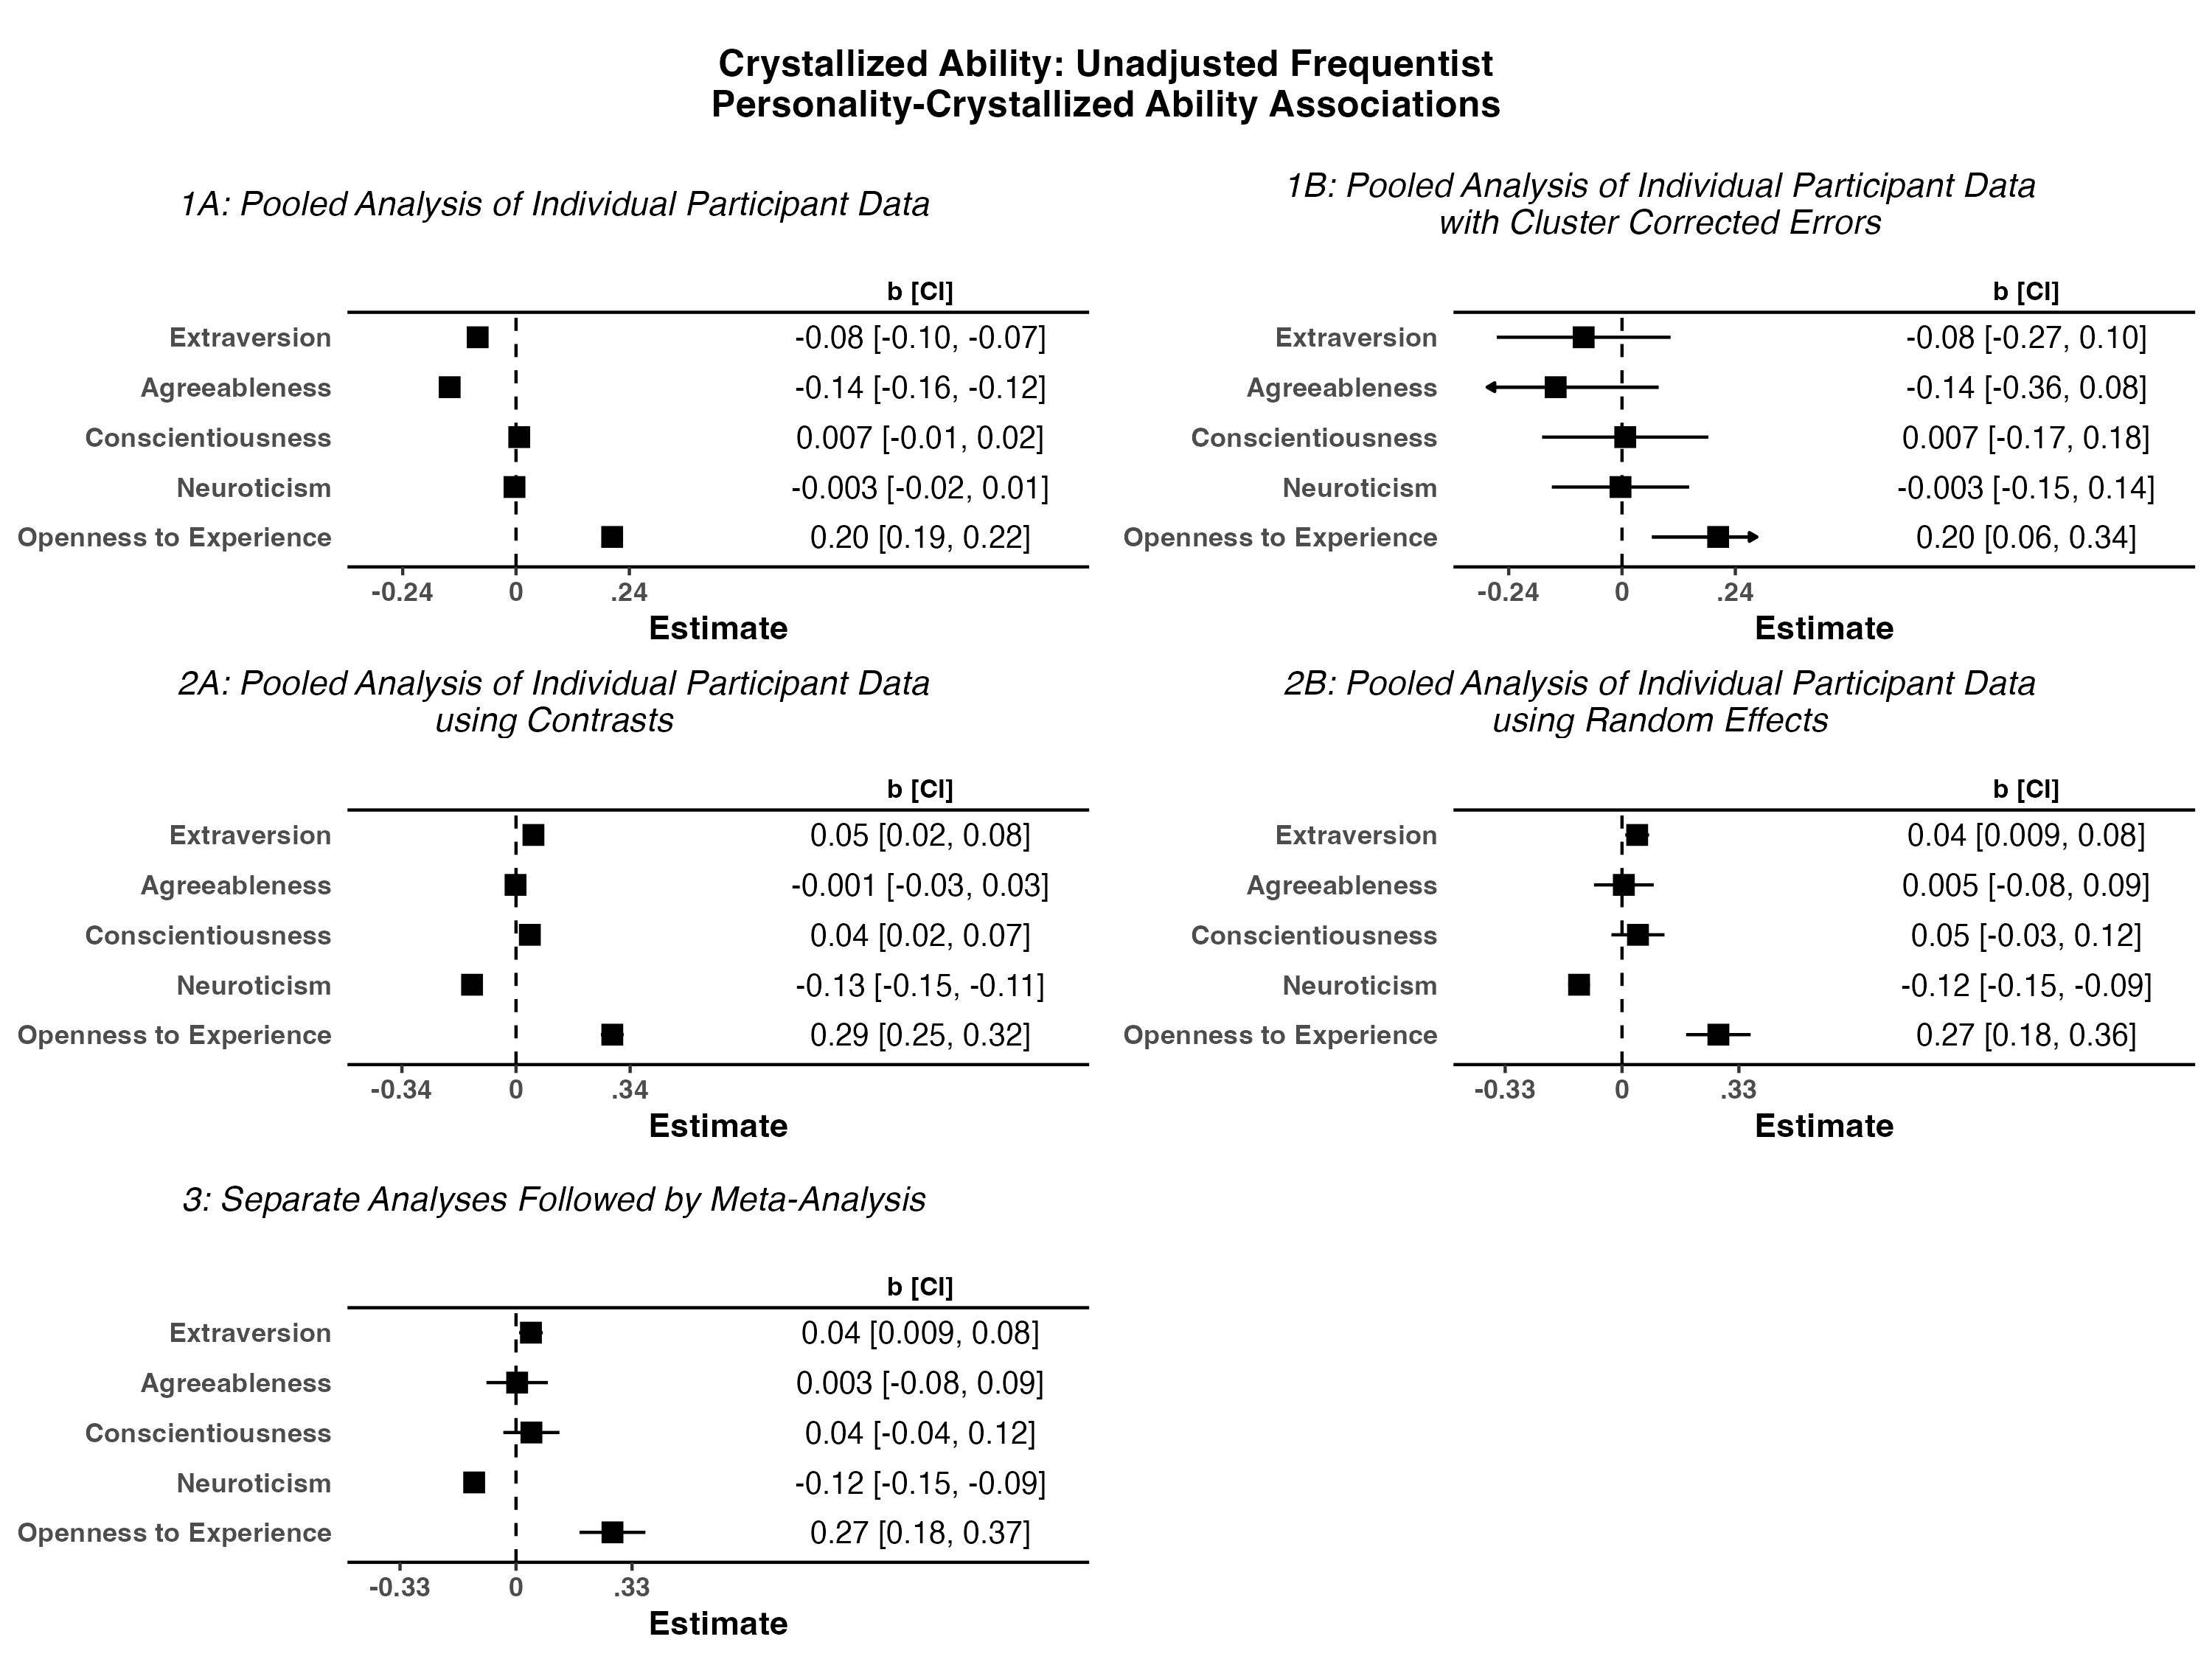 Crystallized Ability: Unadjusted Frequentist
Personality-Crystallized Ability Associations
1A: Pooled Analysis of Individual Participant Data
b [CI]
Extraversion -0.08 [-0.10, -0.07]
Agreeableness -0.14 [-0.16, -0.12]
Conscientiousness 0.007 [-0.01, 0.02]
Neuroticism -0.003 [-0.02, 0.01]
Openness to Experience 0.20 [0.19, 0.22]
-0.24 0 .24
Estimate
1B: Pooled Analysis of Individual Participant Data
with Cluster Corrected Errors
b [CI]
Extraversion -0.08 [-0.27, 0.10]
Agreeableness -0.14 [-0.36, 0.08]
Conscientiousness 0.007 [-0.17, 0.18]
Neuroticism -0.003 [-0.15, 0.14]
Openness to Experience 0.20 [0.06, 0.34]
-0.24 0 .24
Estimate
2A: Pooled Analysis of Individual Participant Data
using Contrasts
b [CI]
Extraversion 0.05 [0.02, 0.08]
Agreeableness -0.001 [-0.03, 0.03]
Conscientiousness 0.04 [0.02, 0.07]
Neuroticism -0.13 [-0.15, -0.11]
Openness to Experience 0.29 [0.25, 0.32]
-0.34 0 .34
Estimate
2B: Pooled Analysis of Individual Participant Data
using Random Effects
b [CI]
Extraversion 0.04 [0.009, 0.08]
Agreeableness 0.005 [-0.08, 0.09]
Conscientiousness 0.05 [-0.03, 0.12]
Neuroticism -0.12 [-0.15, -0.09]
Openness to Experience 0.27 [0.18, 0.36]
-0.33 0 .33
Estimate
3: Separate Analyses Followed by Meta-Analysis
b [CI]
Extraversion 0.04 [0.009, 0.08]
Agreeableness 0.003 [-0.08, 0.09]
Conscientiousness 0.04 [-0.04, 0.12]
Neuroticism -0.12 [-0.15, -0.09]
Openness to Experience 0.27 [0.18, 0.37]
-0.33 0 .33
Estimate